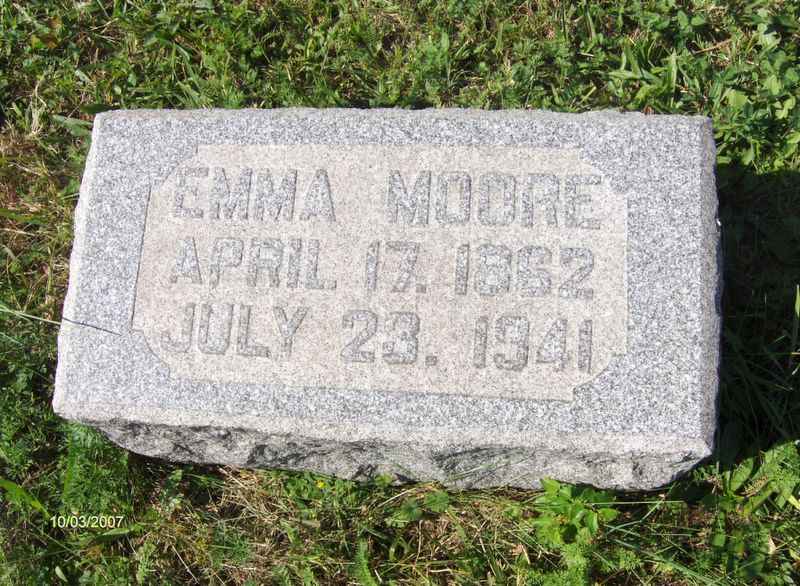 EMMA MOORE
APRIL 17, 1862
JULY 23, 1941
10/03/2007